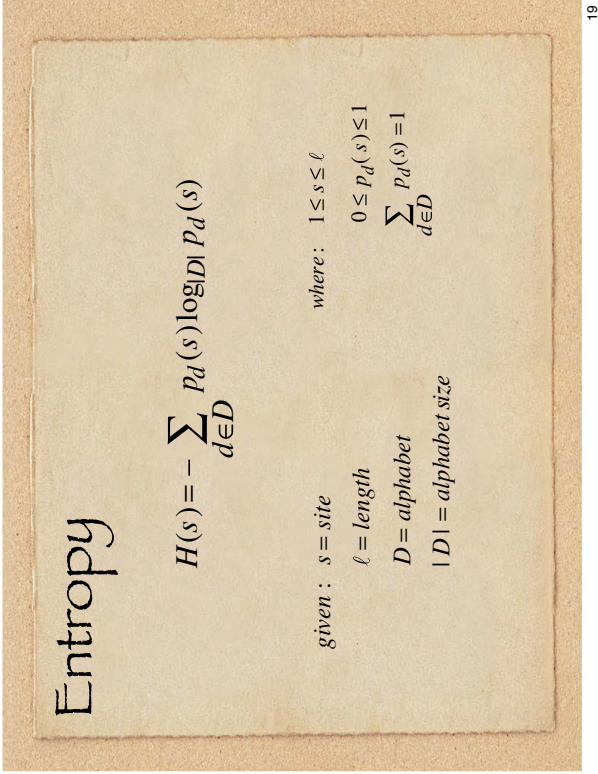 Entropy
H(s) = − ∑ p_d(s) log_|D| p_d(s)
d∈D
given : s = site
ℓ = length
D = alphabet
|D| = alphabet size
where : 1 ≤ s ≤ ℓ
0 ≤ p_d(s) ≤ 1
∑ p_d(s) = 1
d∈D
19